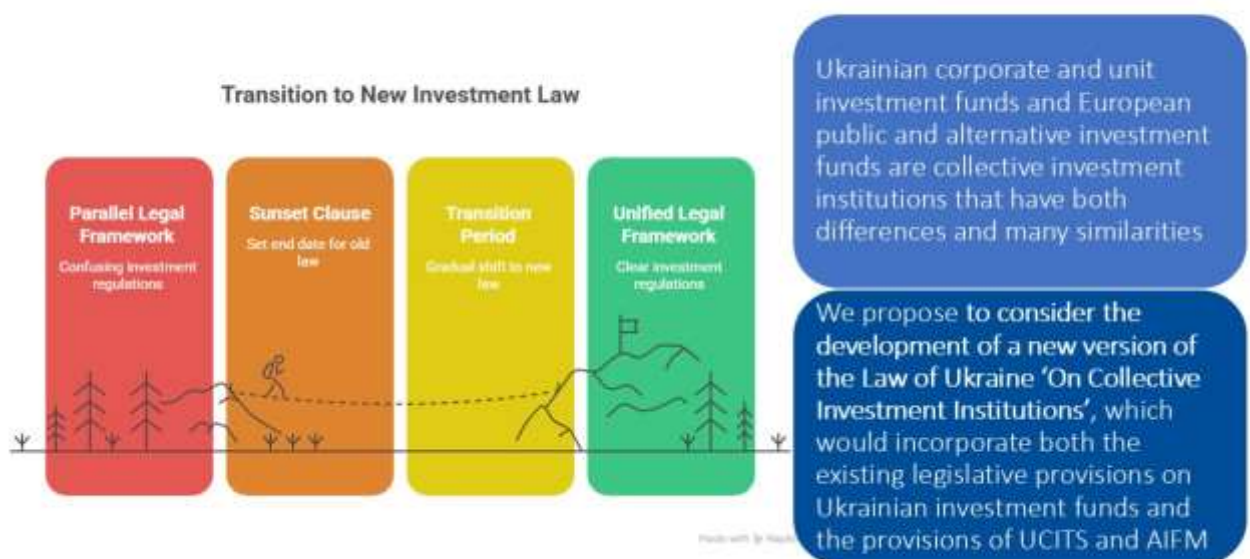 Transition to New Investment Law
Parallel Legal
Framework
Confusing investment
regulations
Sunset Clause
Set end date for old
law
Transition
Period
Gradual shift to new
law
Unified Legal
Framework
Clear investment
regulations
Made with
Ukrainian corporate and unit
investment funds and European
public and alternative investment
funds are collective investment
institutions that have both
differences and many similarities
We propose to consider the
development of a new version of
the Law of Ukraine ‘On Collective
Investment Institutions’, which
would incorporate both the
existing legislative provisions on
Ukrainian investment funds and
the provisions of UCITS and AIFM